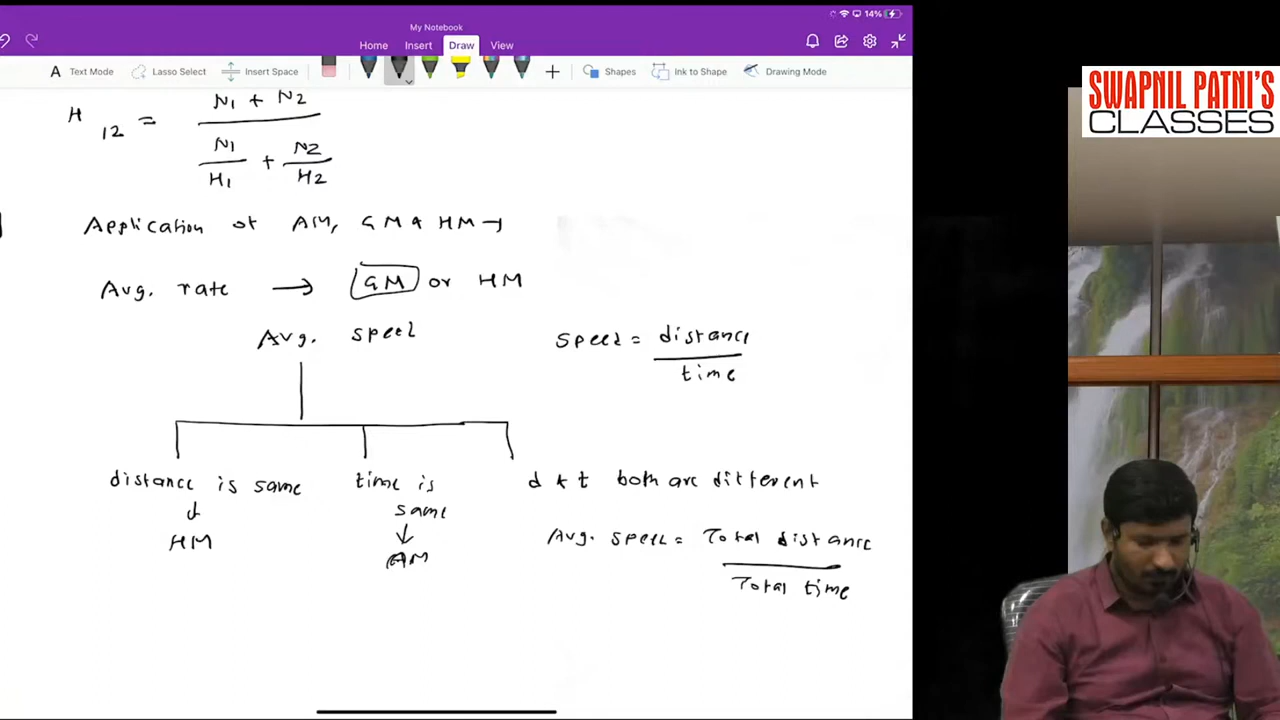 14%
My Notebook
Home Insert Draw View
Text Mode Lasso Select Insert Space Shapes Ink to Shape Drawing Mode
SWAPNIL PATNI'S
CLASSES
H 12 = N1 + N2
N1 + N2
H1 H2
Application of AM, GM & HM →
Avg. rate → GM or HM
Avg. speed
speed = distance
time
distance is same time is same d & t both are different
↓ HM ↓ AM
Avg. speed = Total distance
Total time